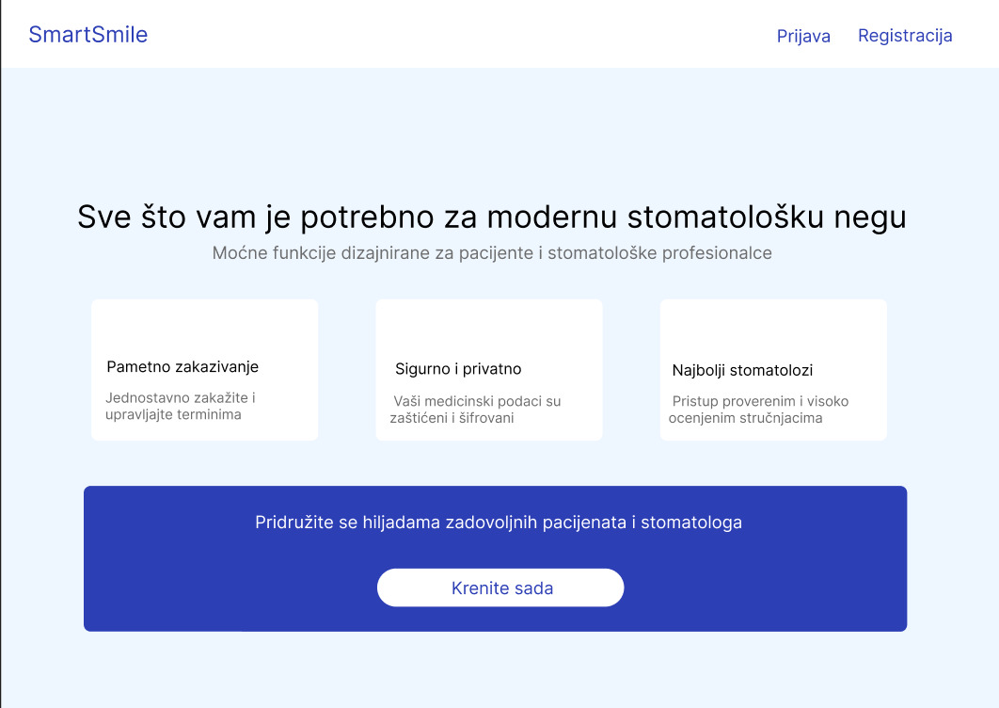 SmartSmile
Prijava
Registracija
Sve što vam je potrebno za modernu stomatološku negu
Moćne funkcije dizajnirane za pacijente i stomatološke profesionalce
Pametno zakazivanje
Jednostavno zakažite i
upravljajte terminima
Sigurno i privatno
Vaši medicinski podaci su
zaštićeni i šifrovani
Najbolji stomatolozi
Pristup proverenim i visoko
ocenjenim stručnjacima
Pridružite se hiljadama zadovoljnih pacijenata i stomatologa
Krenite sada